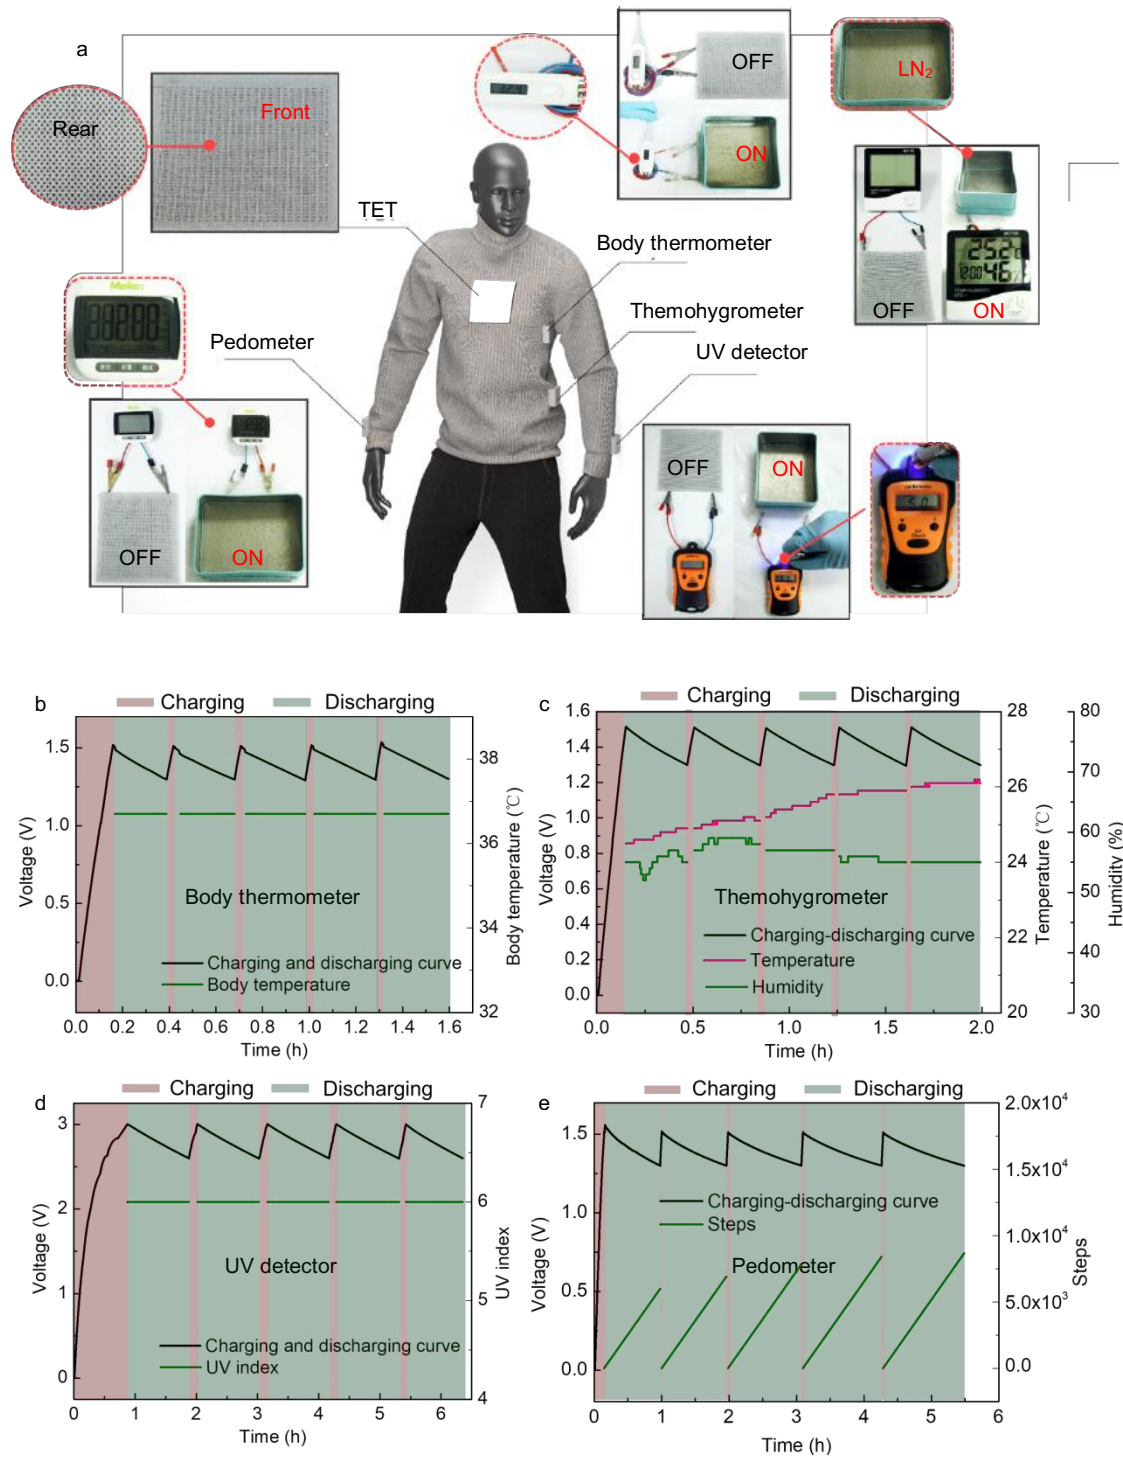 a
Rear
Front
OFF
ON
LN2
TET
Body thermometer
Themohygrometer
UV detector
Pedometer
Meilen
OFF
ON
OFF
ON
OFF
ON
25.2
12:00 46
5.0
b
Charging
Discharging
1.5
1.0
0.5
0.0
Voltage (V)
38
36
34
32
Body temperature (℃)
Body thermometer
Charging and discharging curve
Body temperature
0.0 0.2 0.4 0.6 0.8 1.0 1.2 1.4 1.6
Time (h)
c
Charging
Discharging
1.6
1.4
1.2
1.0
0.8
0.6
0.4
0.2
0.0
Voltage (V)
28
26
24
22
20
Temperature (℃)
80
70
60
50
40
30
Humidity (%)
Themohygrometer
Charging-discharging curve
Temperature
Humidity
0.0 0.5 1.0 1.5 2.0
Time (h)
d
Charging
Discharging
3
2
1
0
Voltage (V)
7
6
5
4
UV index
UV detector
Charging and discharging curve
UV index
0 1 2 3 4 5 6
Time (h)
e
Charging
Discharging
1.5
1.0
0.5
0.0
Voltage (V)
2.0x10⁴
1.5x10⁴
1.0x10⁴
5.0x10³
0.0
Steps
Charging-discharging curve
Steps
Pedometer
0 1 2 3 4 5 6
Time (h)